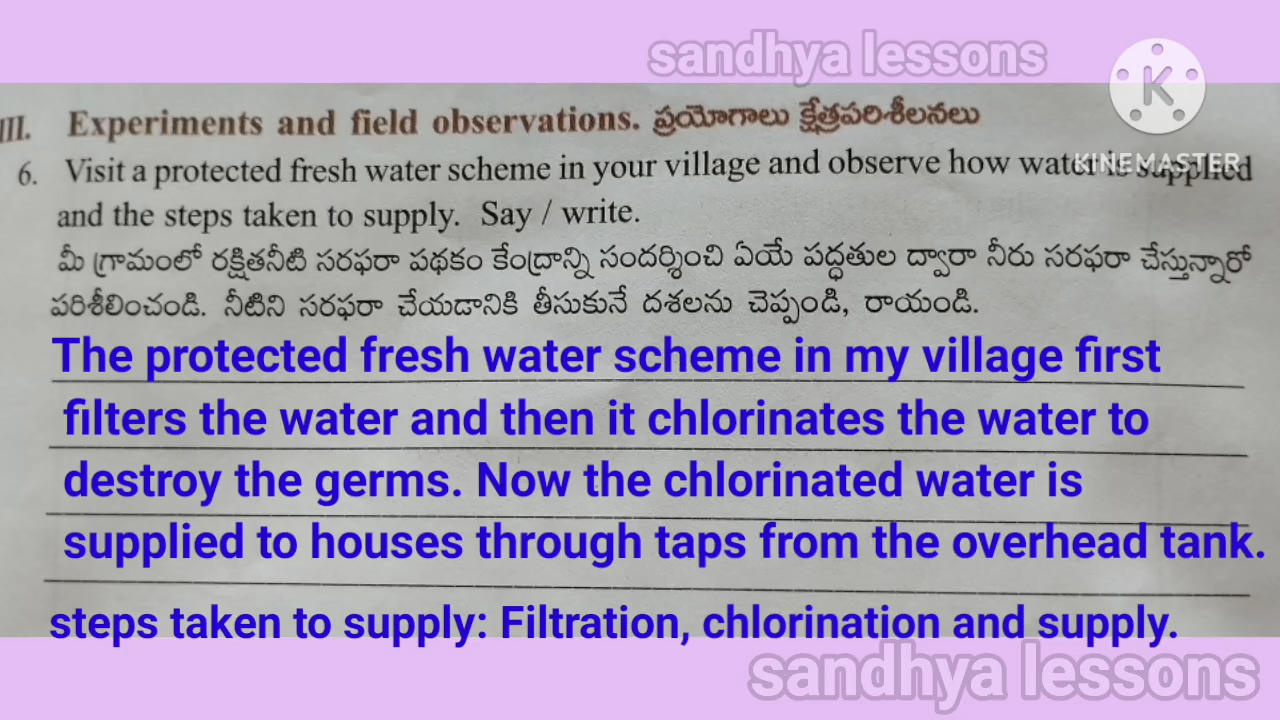 sandhya lessons
III. Experiments and field observations. ప్రయోగాలు క్షేత్రపరిశీలనలు
KINEMASTER
6. Visit a protected fresh water scheme in your village and observe how water is supplied
and the steps taken to supply. Say / write.
మీ గ్రామంలో రక్షితనీటి సరఫరా పథకం కేంద్రాన్ని సందర్శించి ఏయే పద్ధతుల ద్వారా నీరు సరఫరా చేస్తున్నారో
పరిశీలించండి. నీటిని సరఫరా చేయడానికి తీసుకునే దశలను చెప్పండి, రాయండి.
The protected fresh water scheme in my village first
filters the water and then it chlorinates the water to
destroy the germs. Now the chlorinated water is
supplied to houses through taps from the overhead tank.
steps taken to supply: Filtration, chlorination and supply.
sandhya lessons